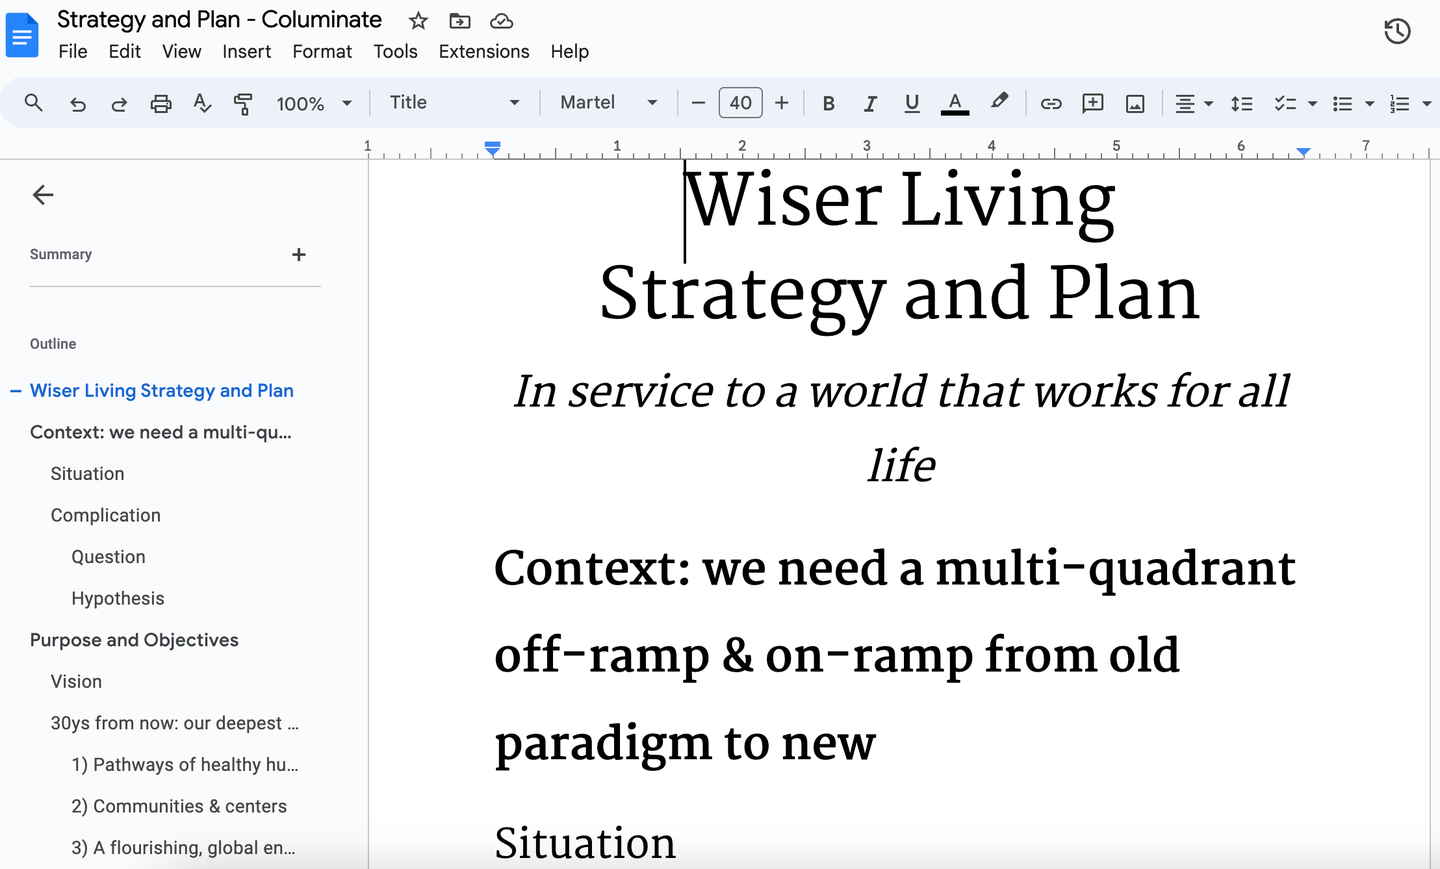 Strategy and Plan - Columinate
File Edit View Insert Format Tools Extensions Help
100% Title Martel 40 B I U A
1 1 2 3 4 5 6 7
Summary
Outline
Wiser Living Strategy and Plan
Context: we need a multi-qu...
Situation
Complication
Question
Hypothesis
Purpose and Objectives
Vision
30ys from now: our deepest ...
1) Pathways of healthy hu...
2) Communities & centers
3) A flourishing, global en...
Wiser Living
Strategy and Plan
In service to a world that works for all
life
Context: we need a multi-quadrant
off-ramp & on-ramp from old
paradigm to new
Situation